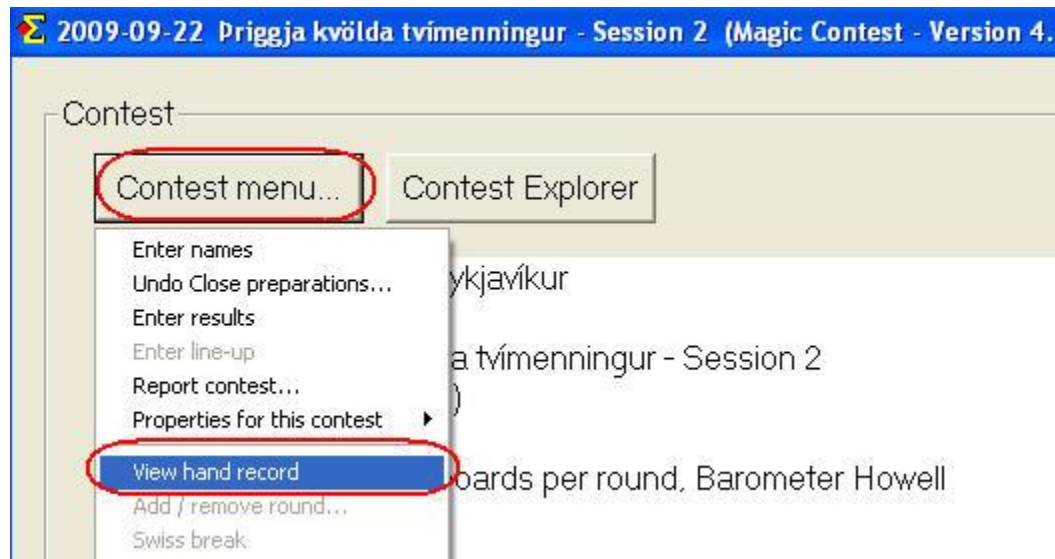 2009-09-22 Þriggja kvölda tvímenningur - Session 2 (Magic Contest - Version 4.
Contest
Contest menu... Contest Explorer
Enter names
Undo Close preparations...
Enter results
Enter line-up
Report contest...
Properties for this contest
View hand record
Add / remove round...
Swiss break
ykjavíkur
a tvímenningur - Session 2
)
oards per round, Barometer Howell